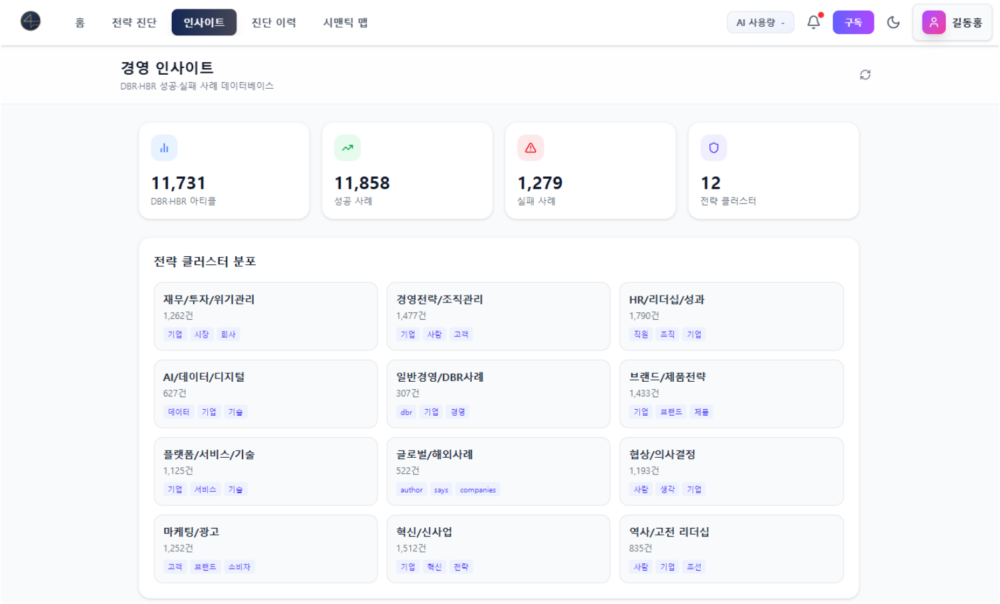 홈 전략 진단 인사이트 진단 이력 시맨틱 맵 AI 사용량 - 구독 길동홍
경영 인사이트
DBR·HBR 성공·실패 사례 데이터베이스
11,731
DBR·HBR 아티클
11,858
성공 사례
1,279
실패 사례
12
전략 클러스터
전략 클러스터 분포
재무/투자/위기관리
1,262건
기업 시장 회사
경영전략/조직관리
1,477건
기업 사람 고객
HR/리더십/성과
1,790건
직원 조직 기업
AI/데이터/디지털
627건
데이터 기업 기술
일반경영/DBR사례
307건
dbr 기업 경영
브랜드/제품전략
1,433건
기업 브랜드 제품
플랫폼/서비스/기술
1,125건
기업 서비스 기술
글로벌/해외사례
522건
author says companies
협상/의사결정
1,193건
사람 생각 기업
마케팅/광고
1,252건
고객 브랜드 소비자
혁신/신사업
1,512건
기업 혁신 전략
역사/고전 리더십
835건
사람 기업 조선